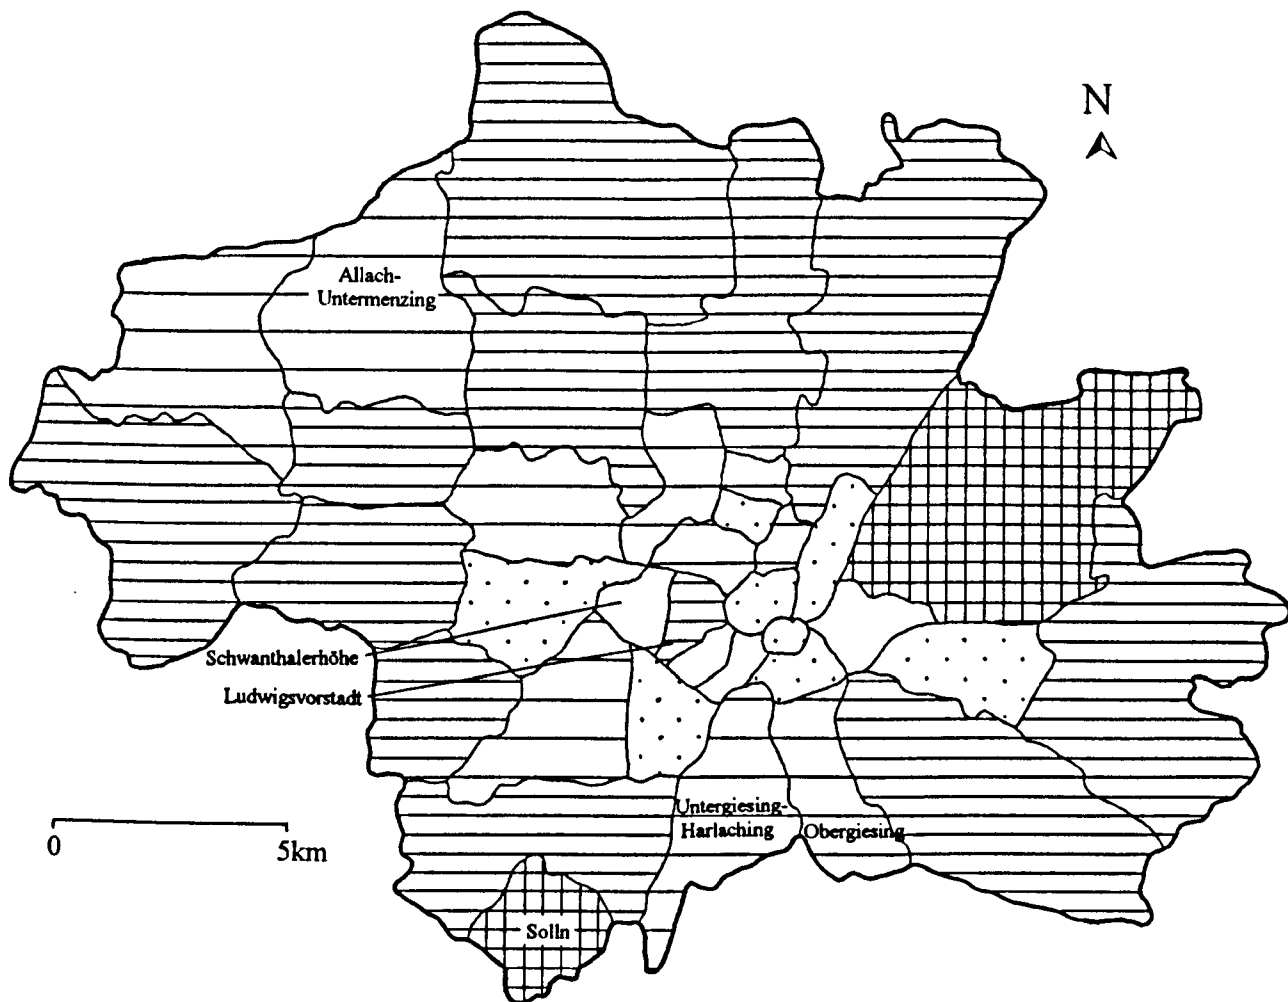 N
Allach-
Untermenzing
Schwanthalerhöhe
Ludwigsvorstadt
Untergiesing-
Harlaching
Obergiesing
0
5km
Solln